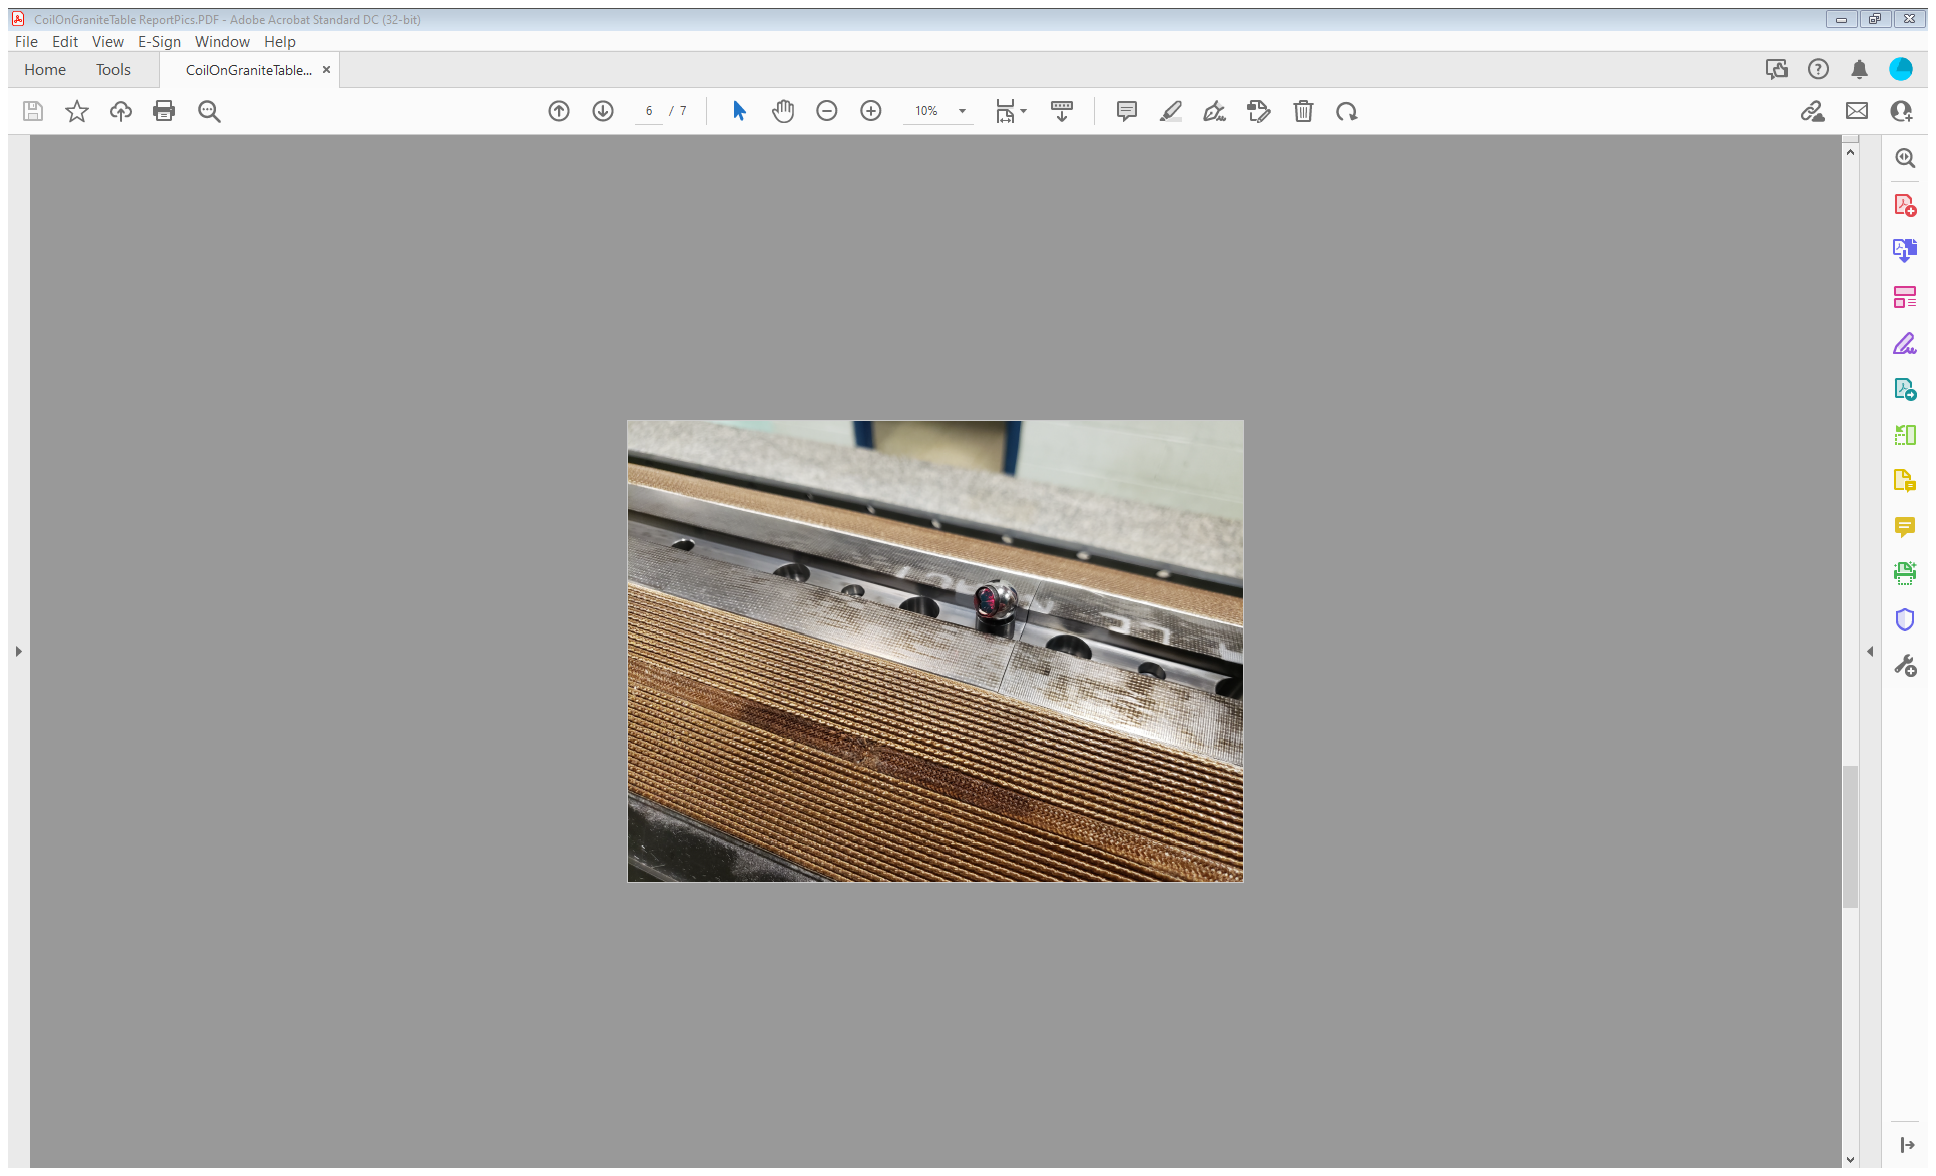 CoilOnGraniteTable ReportPics.PDF - Adobe Acrobat Standard DC (32-bit)
File Edit View E-Sign Window Help
Home Tools CoilOnGraniteTable...
6 / 7 10%